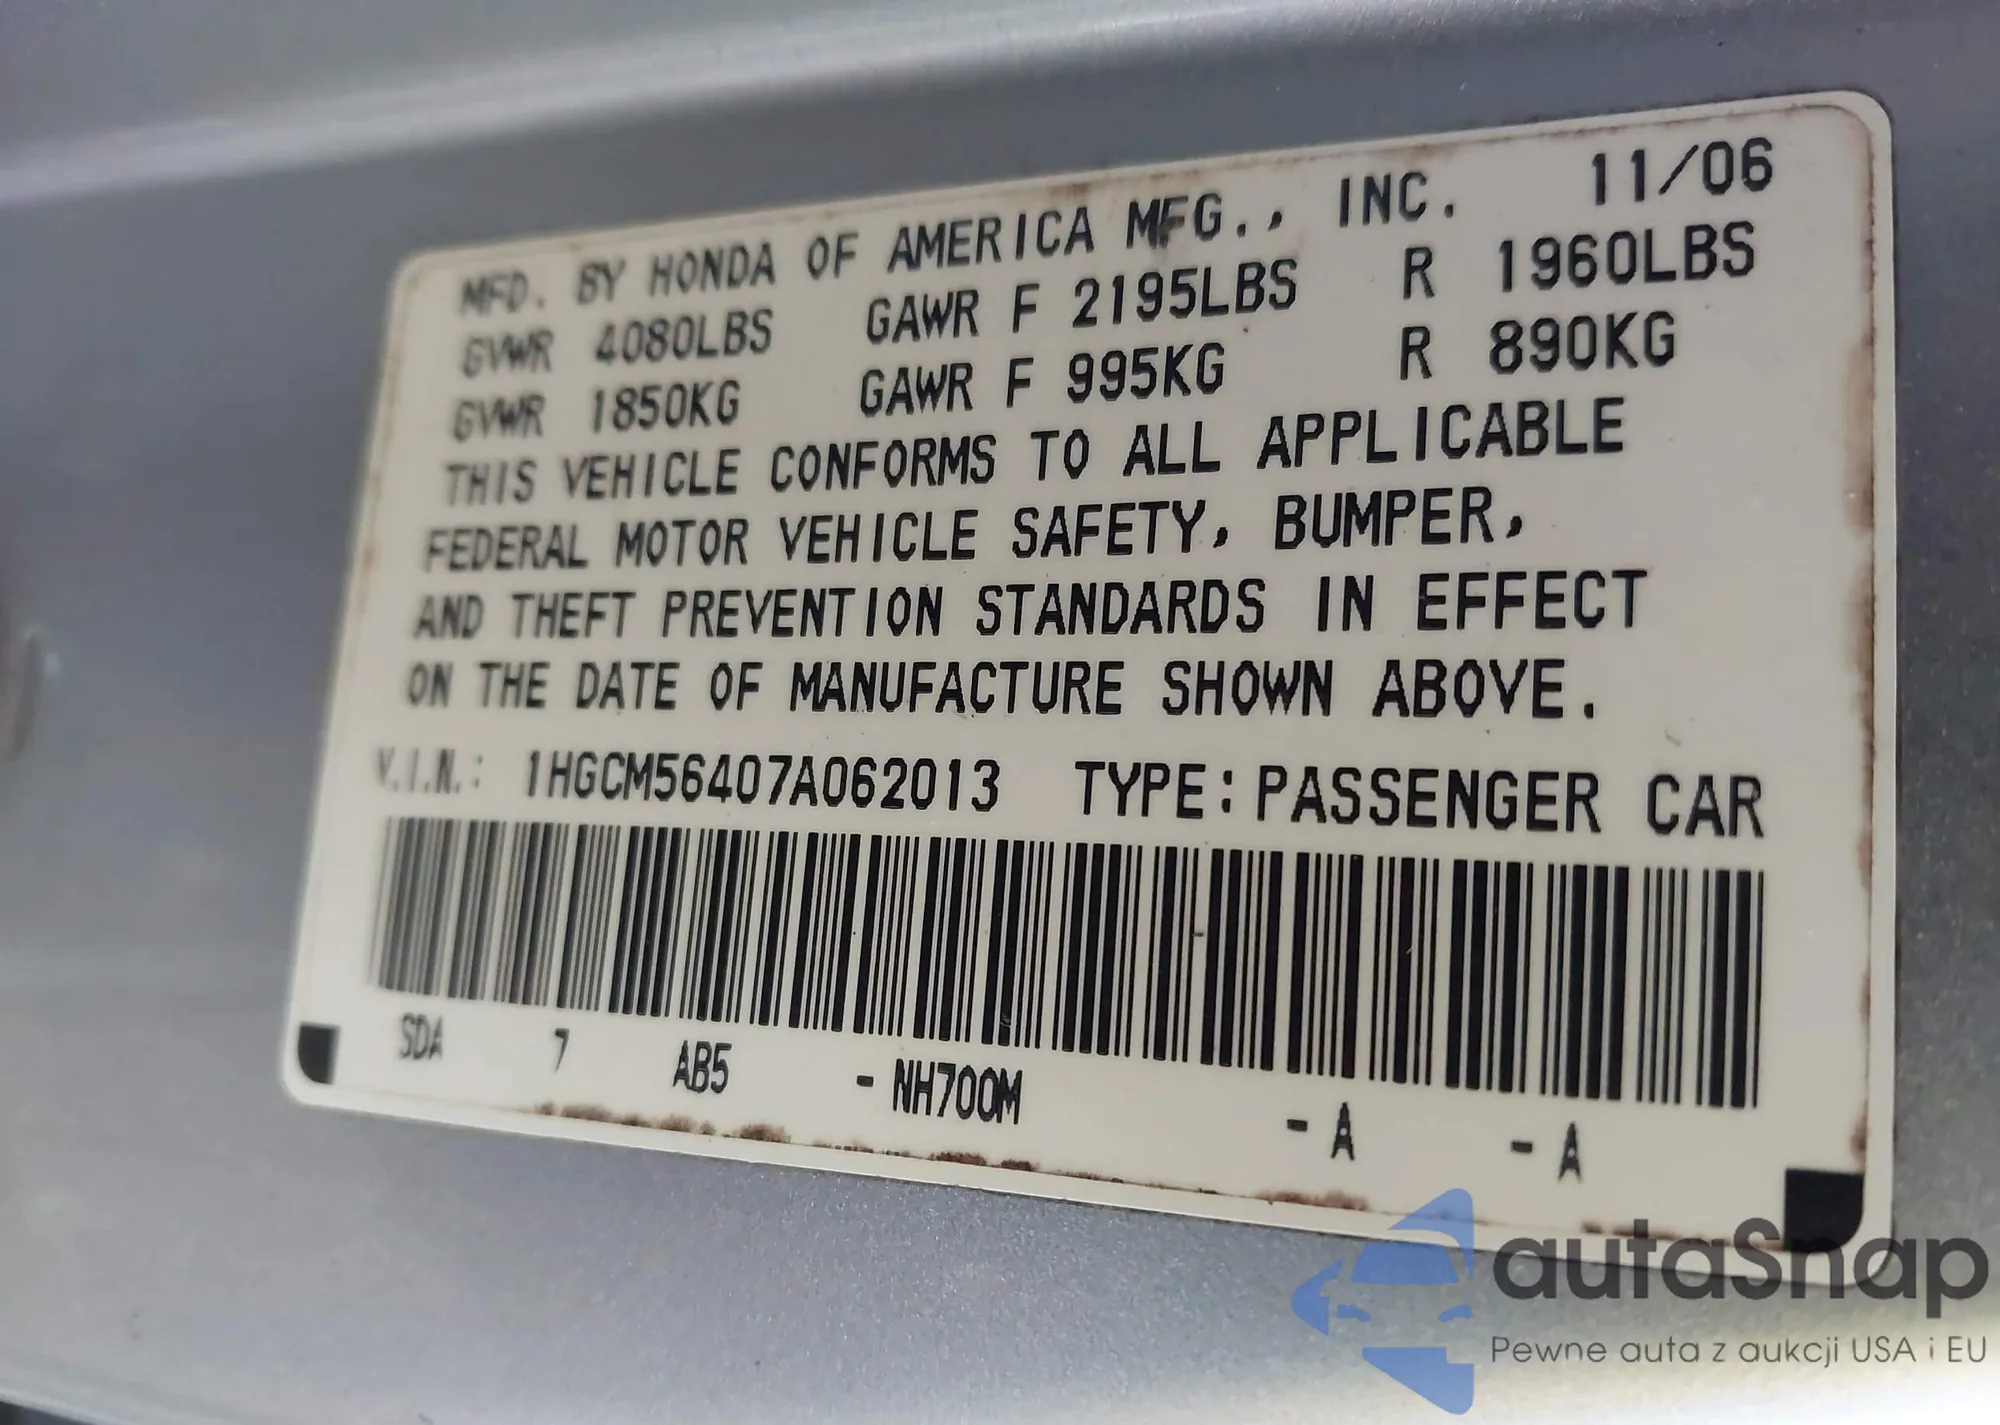 MFD. BY HONDA OF AMERICA MFG., INC. 11/06
GVWR 4080LBS GAWR F 2195LBS R 1960LBS
GVWR 1850KG GAWR F 995KG R 890KG
THIS VEHICLE CONFORMS TO ALL APPLICABLE
FEDERAL MOTOR VEHICLE SAFETY, BUMPER,
AND THEFT PREVENTION STANDARDS IN EFFECT
ON THE DATE OF MANUFACTURE SHOWN ABOVE.
V.I.N.: 1HGCM56407A062013 TYPE: PASSENGER CAR
SDA 7 AB5 - NH700M - A - A
autaSnap
Pewne auta z aukcji USA i EU